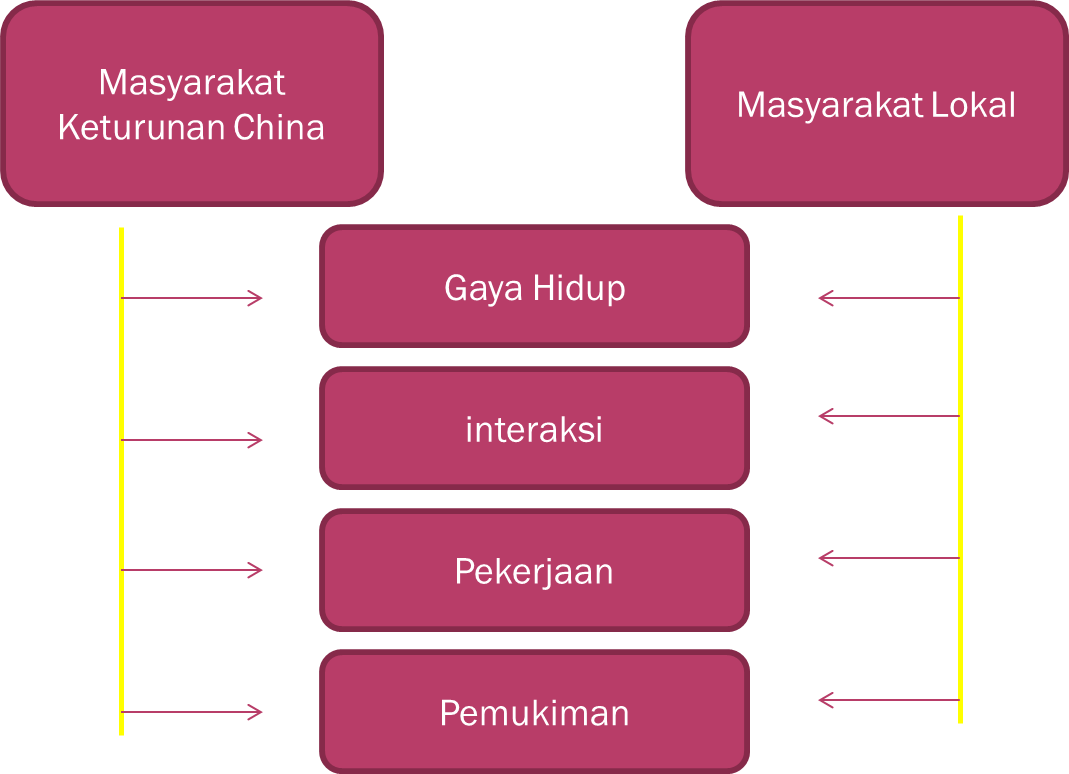 Masyarakat
Keturunan China
Masyarakat Lokal
Gaya Hidup
interaksi
Pekerjaan
Pemukiman